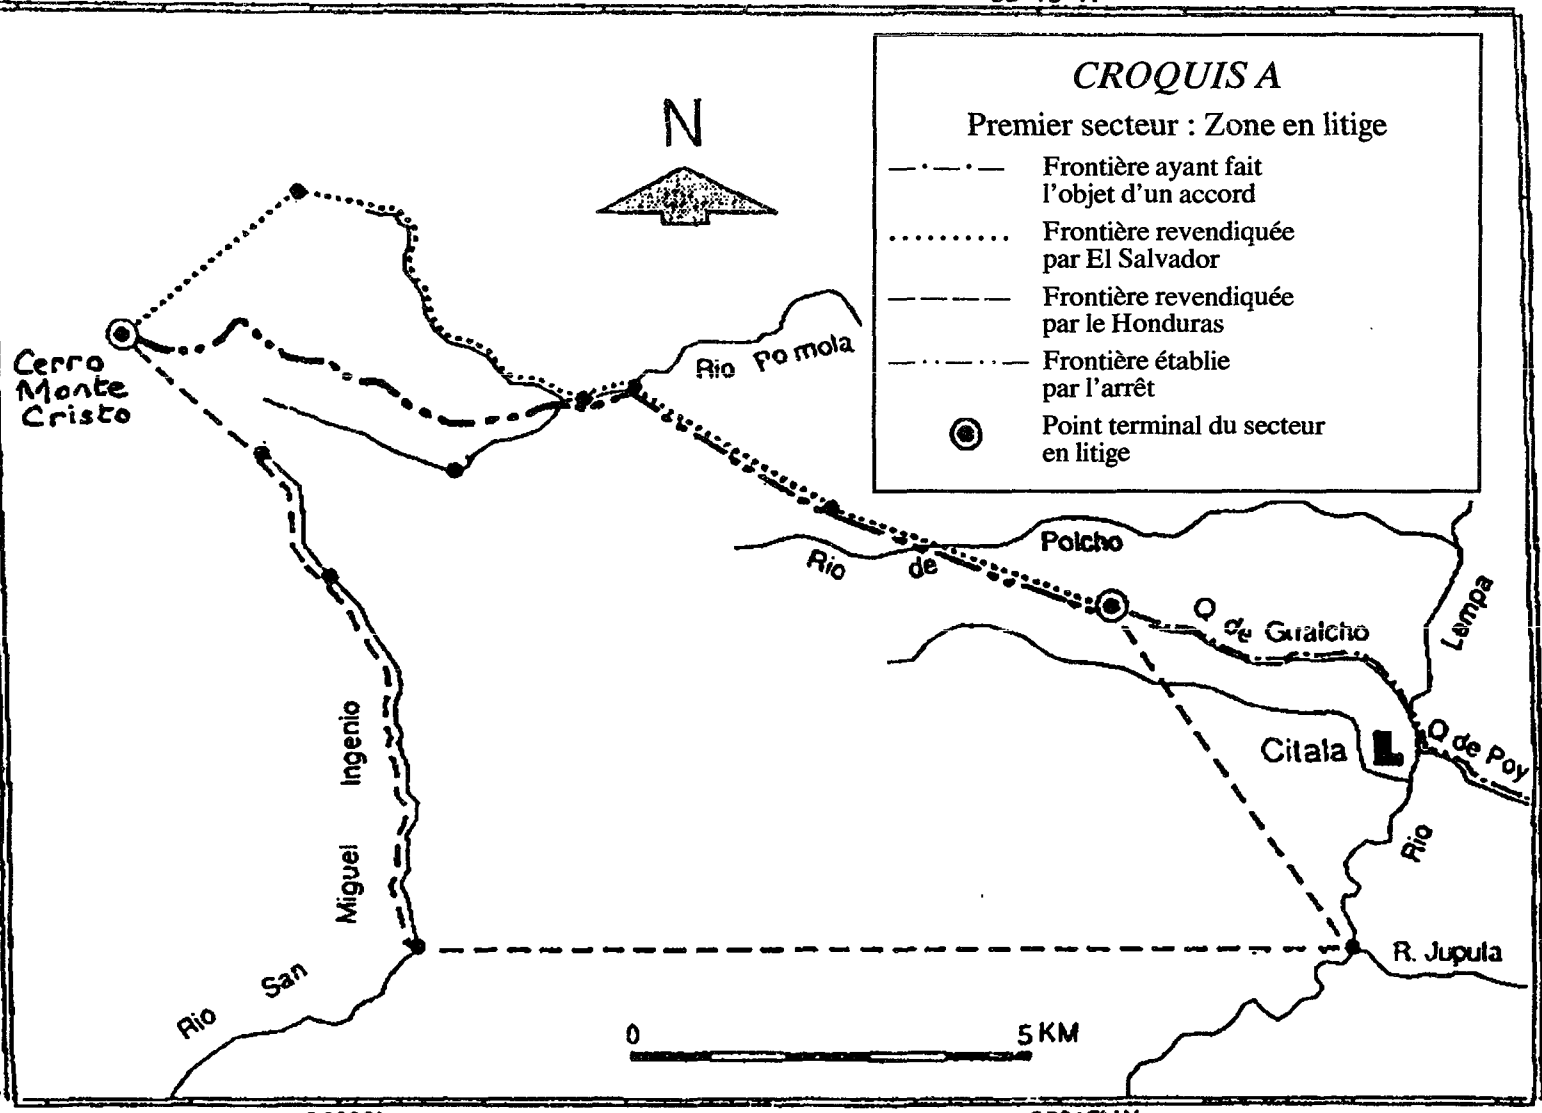 CROQUIS A
Premier secteur : Zone en litige
Frontière ayant fait
l'objet d'un accord
Frontière revendiquée
par El Salvador
Frontière revendiquée
par le Honduras
Frontière établie
par l'arrêt
Point terminal du secteur
en litige
N
Cerro
Monte
Cristo
Rio Pomola
Rio de Polcho
Q de Gualcho
Lempa
Citala
Q de Poy
Rio
Rio San Miguel Ingenio
R. Jupula
0 5 KM